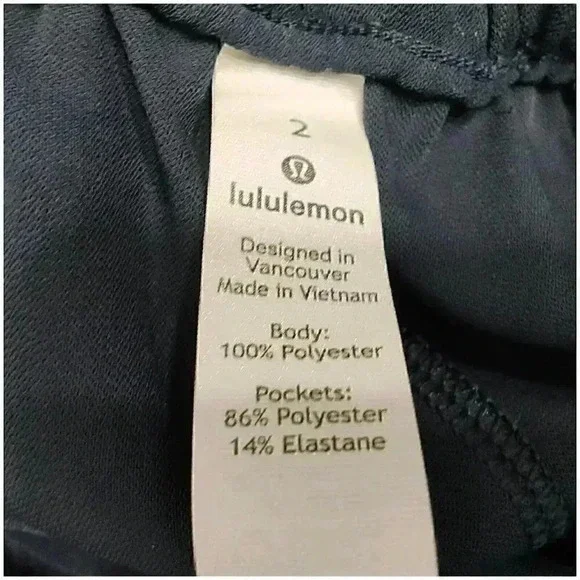 2
lululemon
Designed in
Vancouver
Made in Vietnam
Body:
100% Polyester
Pockets:
86% Polyester
14% Elastane